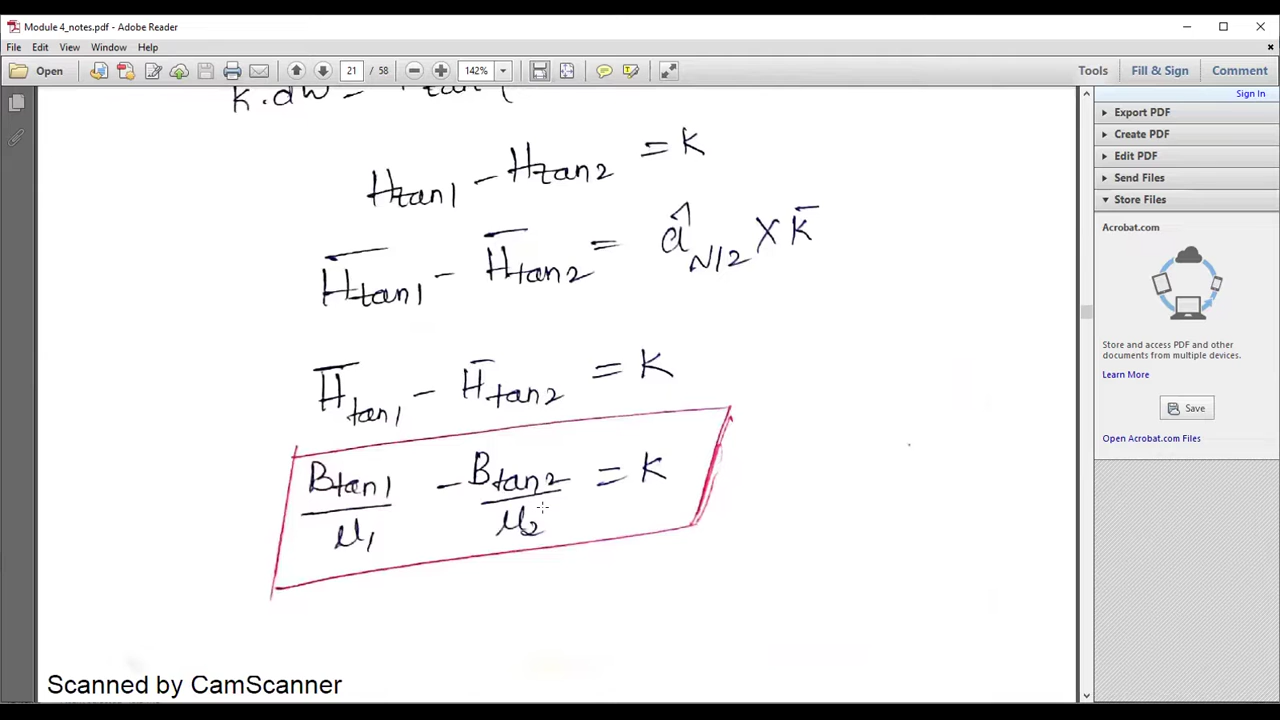 Module 4_notes.pdf - Adobe Reader
File Edit View Window Help
Open 21 / 58 142% Tools Fill & Sign Comment
Sign In
Export PDF
Create PDF
Edit PDF
Send Files
Store Files
Acrobat.com
Store and access PDF and other
documents from multiple devices.
Learn More
Save
Open Acrobat.com Files
K.dw = Htan1
Htan1 - Htan2 = K
H̅tan1 - H̅tan2 = âN12 X K̅
H̅tan1 - H̅tan2 = K
Btan1/μ1 - Btan2/μ2 = K
Scanned by CamScanner